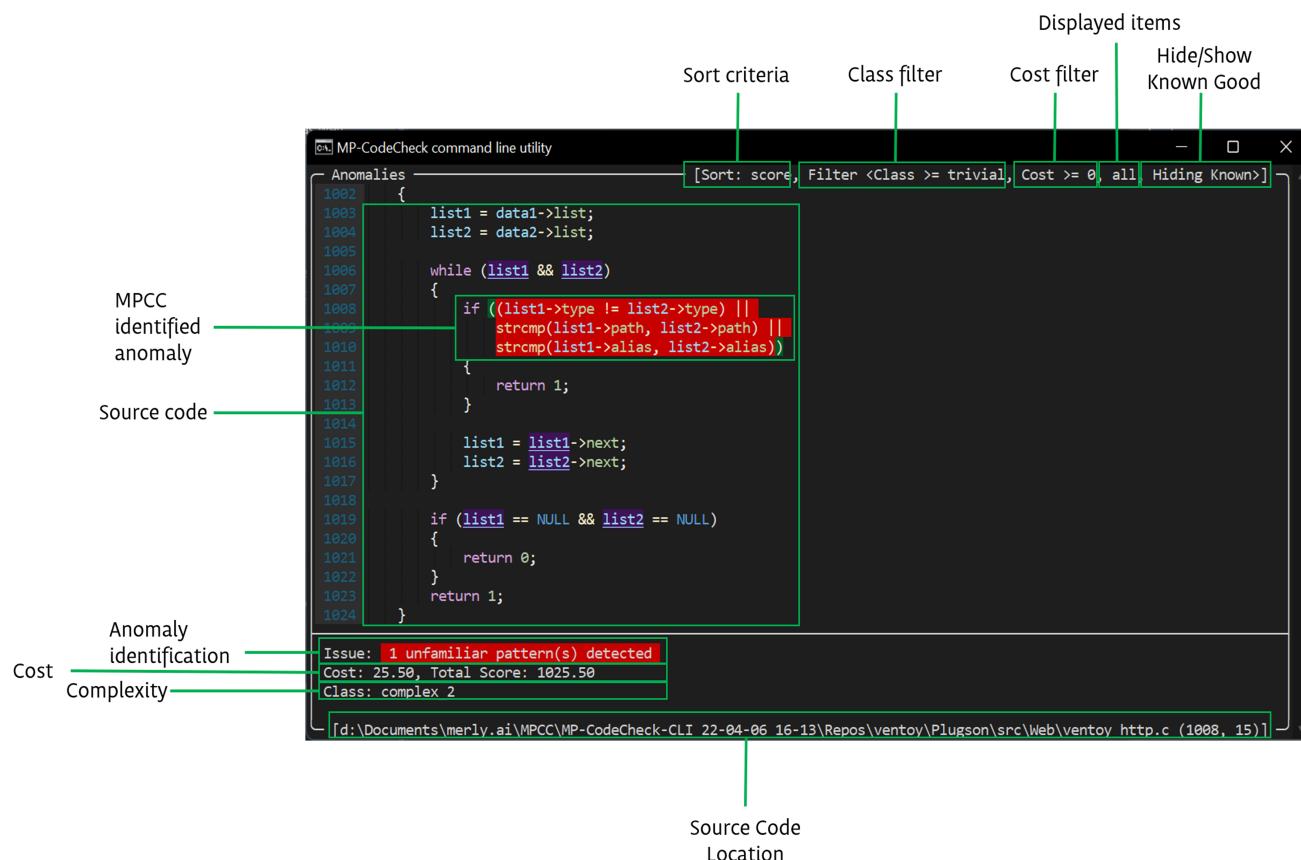 Displayed items
Sort criteria
Class filter
Cost filter
Hide/Show
Known Good
MP-CodeCheck command line utility
Anomalies
[Sort: score, Filter <Class >= trivial, Cost >= 0, all, Hiding Known>]
1002 {
1003 list1 = data1->list;
1004 list2 = data2->list;
1005
1006 while (list1 && list2)
1007 {
1008 if ((list1->type != list2->type) ||
1009 strcmp(list1->path, list2->path) ||
1010 strcmp(list1->alias, list2->alias))
1011 {
1012 return 1;
1013 }
1014
1015 list1 = list1->next;
1016 list2 = list2->next;
1017 }
1018
1019 if (list1 == NULL && list2 == NULL)
1020 {
1021 return 0;
1022 }
1023 return 1;
1024 }
MPCC
identified
anomaly
Source code
Anomaly
identification
Cost
Complexity
Issue: 1 unfamiliar pattern(s) detected
Cost: 25.50, Total Score: 1025.50
Class: complex 2
[d:\Documents\merly.ai\MPCC\MP-CodeCheck-CLI 22-04-06 16-13\Repos\ventoy\Plugson\src\Web\ventoy_http.c (1008, 15)]
Source Code
Location